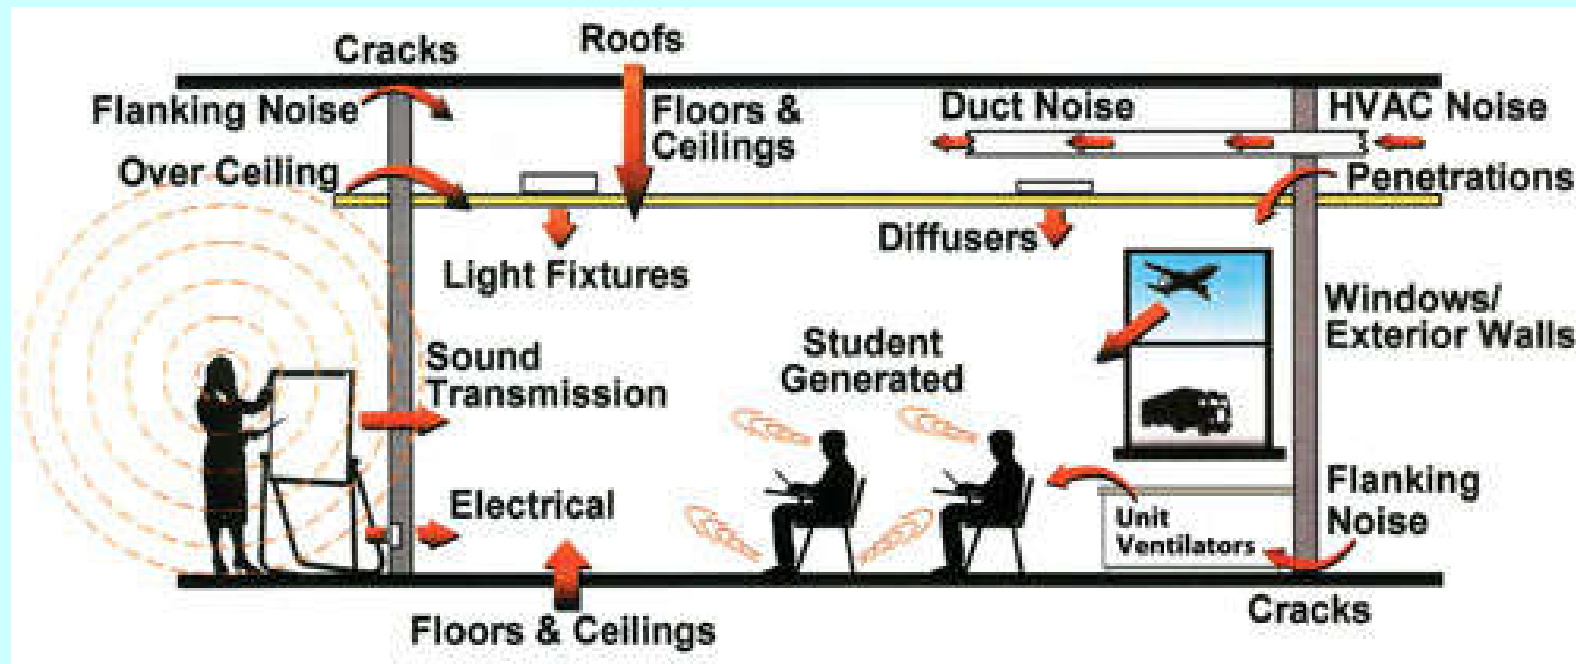 Cracks
Roofs
Flanking Noise
Floors &
Ceilings
Duct Noise
HVAC Noise
Over Ceiling
Penetrations
Diffusers
Light Fixtures
Windows/
Exterior Walls
Sound
Transmission
Student
Generated
Electrical
Unit
Ventilators
Flanking
Noise
Floors & Ceilings
Cracks